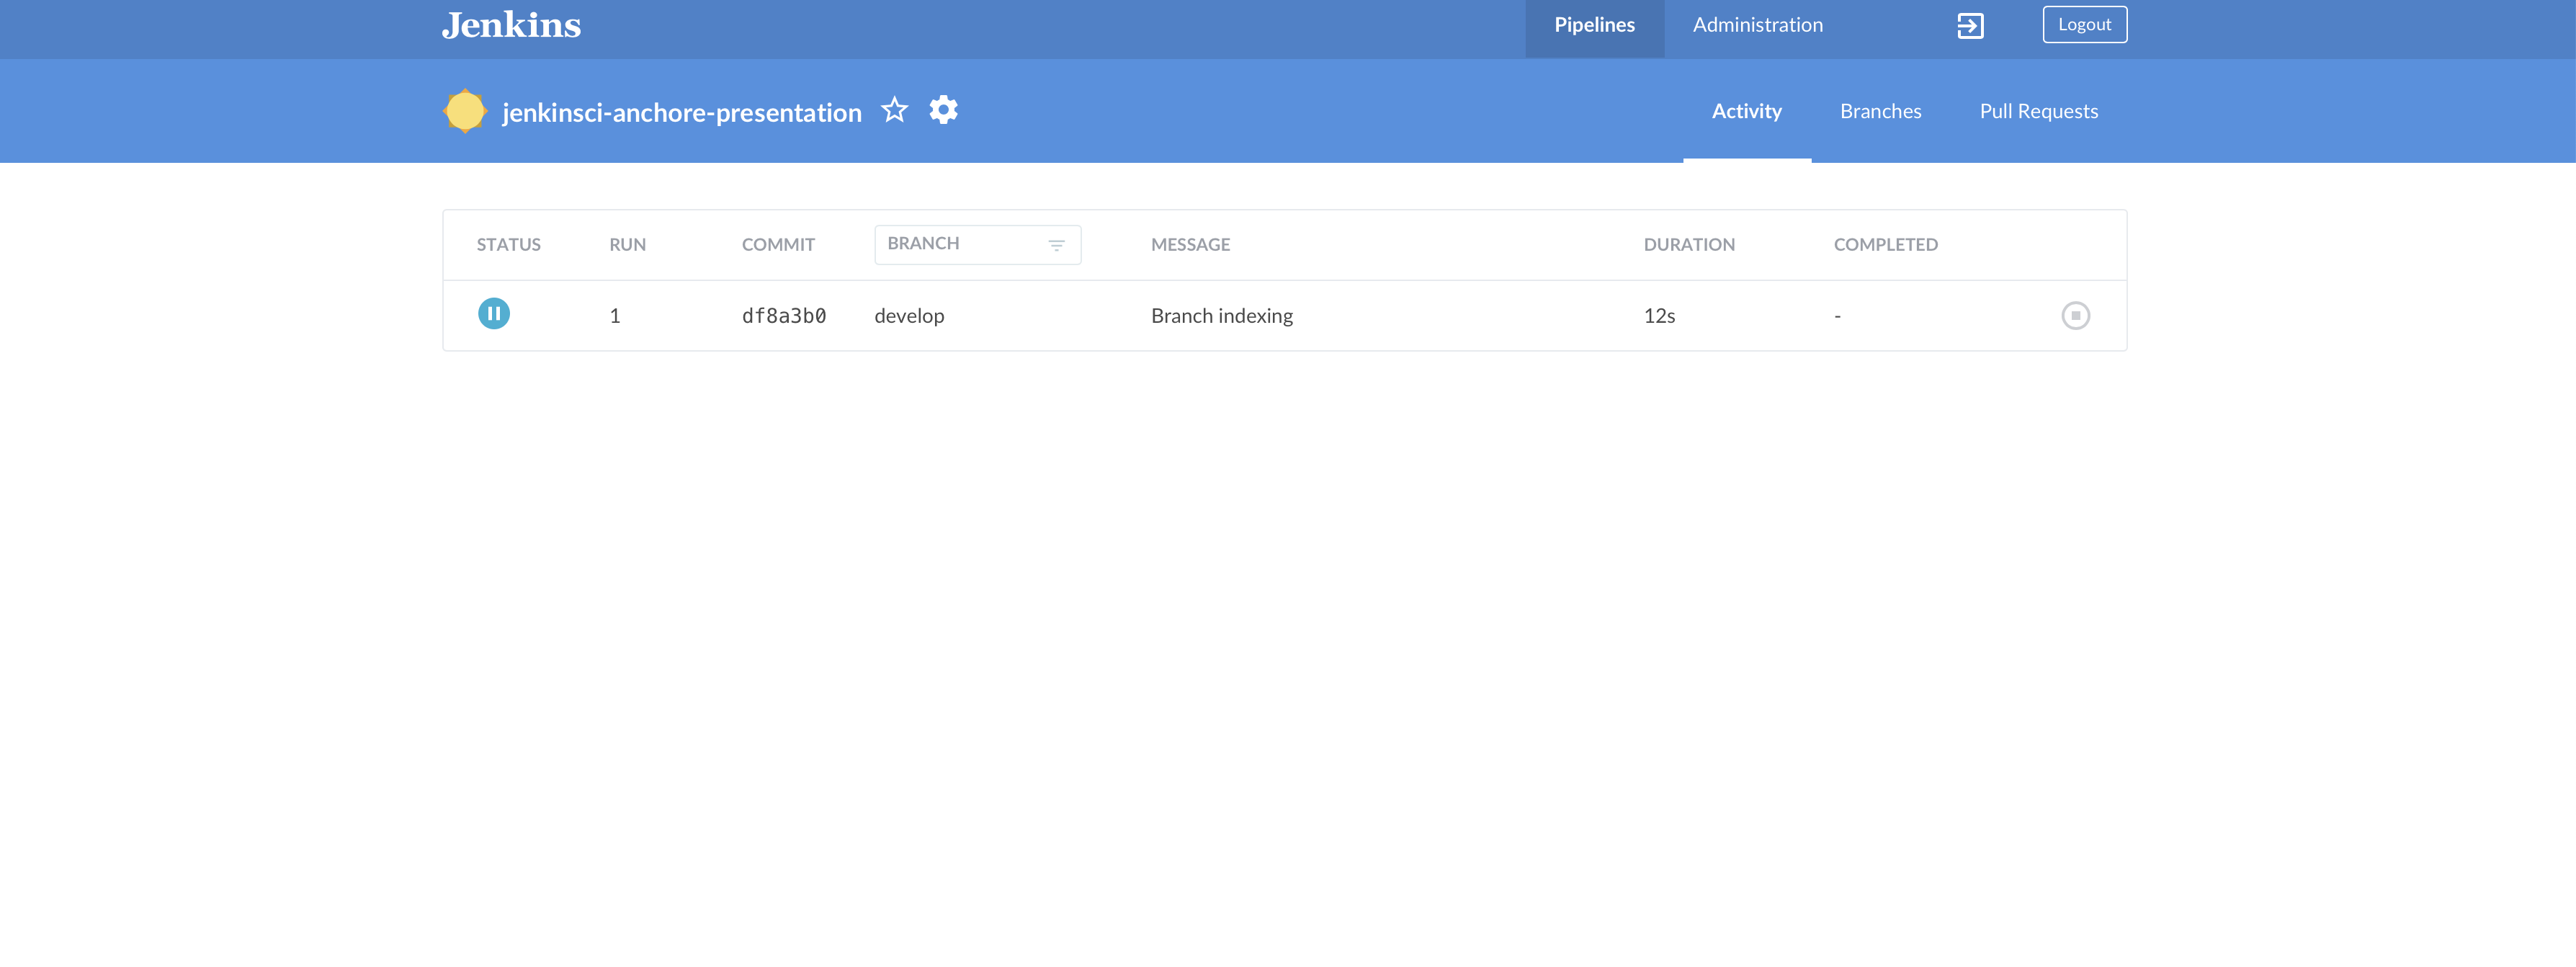 Jenkins Pipelines Administration Logout
jenkinsci-anchore-presentation Activity Branches Pull Requests
STATUS RUN COMMIT BRANCH MESSAGE DURATION COMPLETED
1 df8a3b0 develop Branch indexing 12s -